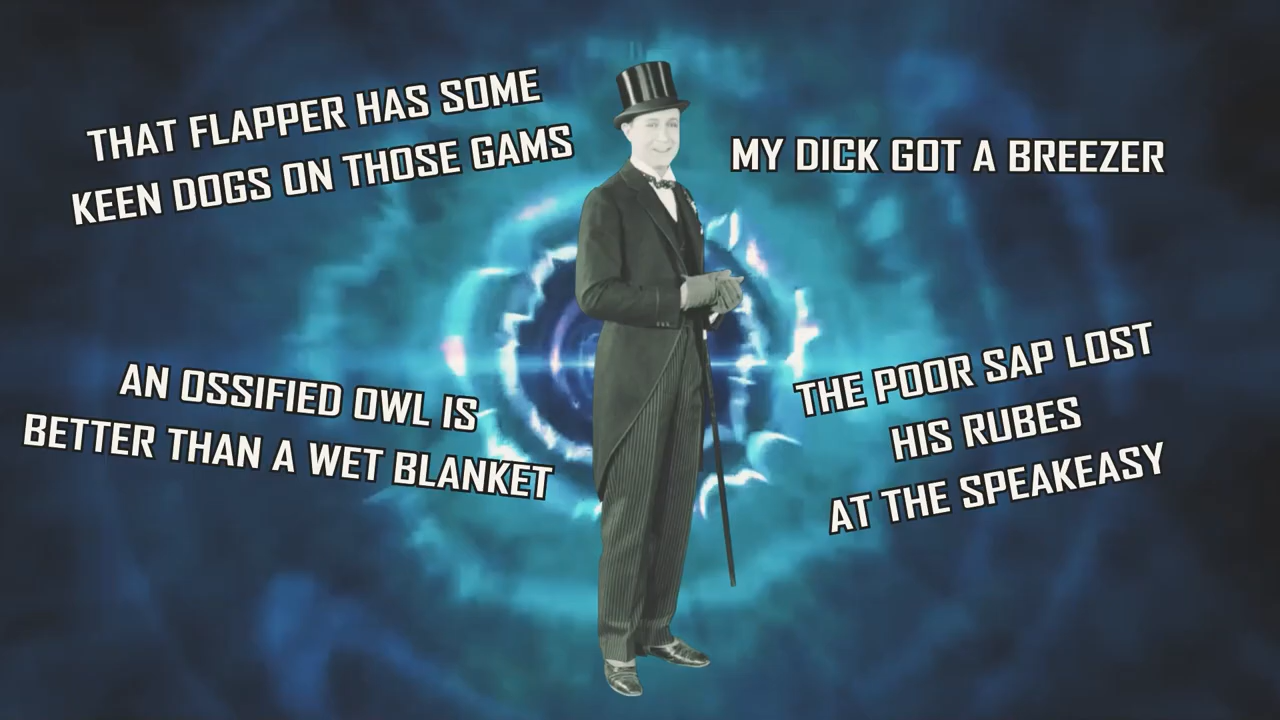 THAT FLAPPER HAS SOME
KEEN DOGS ON THOSE GAMS
MY DICK GOT A BREEZER
AN OSSIFIED OWL IS
BETTER THAN A WET BLANKET
THE POOR SAP LOST
HIS RUBES
AT THE SPEAKEASY